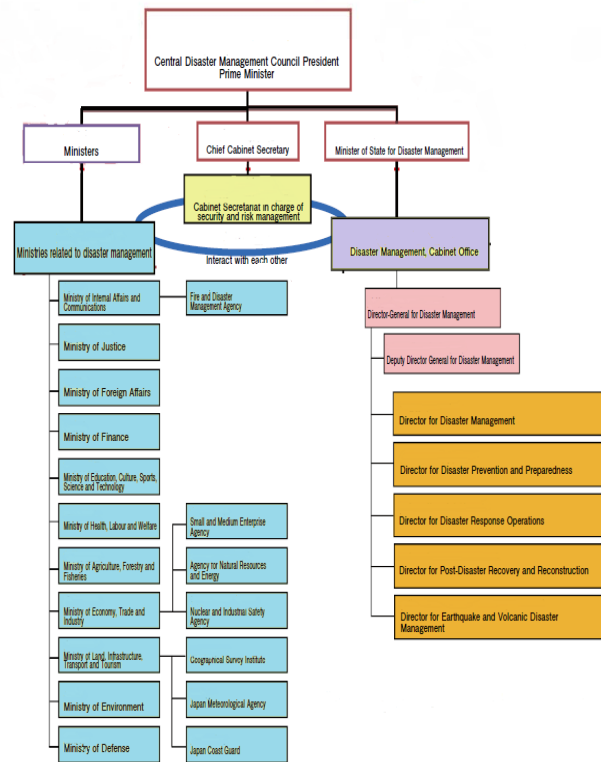 Central Disaster Management Council President
Prime Minister
Ministers
Chief Cabinet Secretary
Minister of State for Disaster Management
Cabinet Secretariat in charge of
security and risk management
Ministries related to disaster management
Interact with each other
Disaster Management, Cabinet Office
Ministry of Internal Affairs and
Communications
Fire and Disaster
Management Agency
Ministry of Justice
Ministry of Foreign Affairs
Ministry of Finance
Ministry of Education, Culture, Sports,
Science and Technology
Ministry of Health, Labour and Welfare
Ministry of Agriculture, Forestry and
Fisheries
Ministry of Economy, Trade and
Industry
Small and Medium Enterprise
Agency
Agency for Natural Resources
and Energy
Nuclear and Industrial Safety
Agency
Ministry of Land, Infrastructure,
Transport and Tourism
Geographical Survey Institute
Japan Meteorological Agency
Japan Coast Guard
Ministry of Environment
Ministry of Defense
Director-General for Disaster Management
Deputy Director General for Disaster Management
Director for Disaster Management
Director for Disaster Prevention and Preparedness
Director for Disaster Response Operations
Director for Post-Disaster Recovery and Reconstruction
Director for Earthquake and Volcanic Disaster
Management